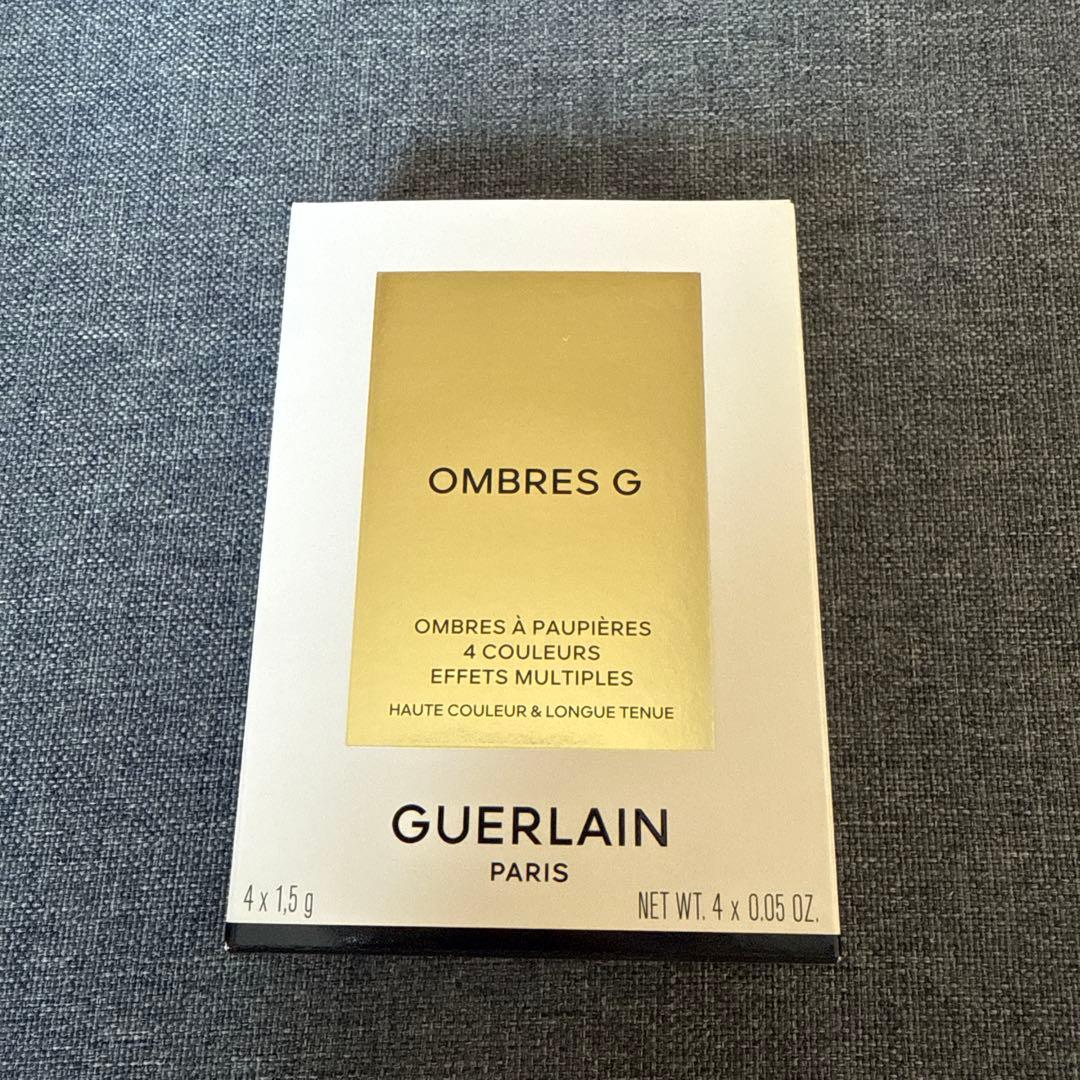 OMBRES G
OMBRES À PAUPIÈRES
4 COULEURS
EFFETS MULTIPLES
HAUTE COULEUR & LONGUE TENUE
GUERLAIN
PARIS
4 x 1,5 g
NET WT. 4 x 0.05 OZ.